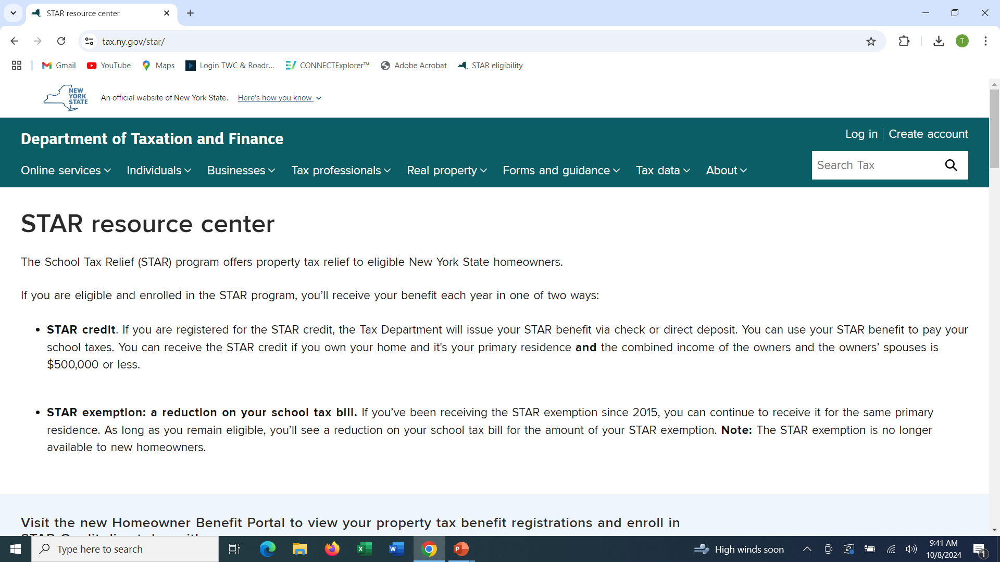 STAR resource center
tax.ny.gov/star/
T
Gmail
YouTube
Maps
Login TWC & Roadr...
CONNECTExplorer™
Adobe Acrobat
STAR eligibility
NEW
YORK
STATE
An official website of New York State.
Here's how you know
Department of Taxation and Finance
Log in
Create account
Online services
Individuals
Businesses
Tax professionals
Real property
Forms and guidance
Tax data
About
Search Tax
STAR resource center
The School Tax Relief (STAR) program offers property tax relief to eligible New York State homeowners.
If you are eligible and enrolled in the STAR program, you’ll receive your benefit each year in one of two ways:
• STAR credit. If you are registered for the STAR credit, the Tax Department will issue your STAR benefit via check or direct deposit. You can use your STAR benefit to pay your
school taxes. You can receive the STAR credit if you own your home and it's your primary residence and the combined income of the owners and the owners’ spouses is
$500,000 or less.
• STAR exemption: a reduction on your school tax bill. If you’ve been receiving the STAR exemption since 2015, you can continue to receive it for the same primary
residence. As long as you remain eligible, you’ll see a reduction on your school tax bill for the amount of your STAR exemption. Note: The STAR exemption is no longer
available to new homeowners.
Visit the new Homeowner Benefit Portal to view your property tax benefit registrations and enroll in
Type here to search
High winds soon
9:41 AM
10/8/2024
1